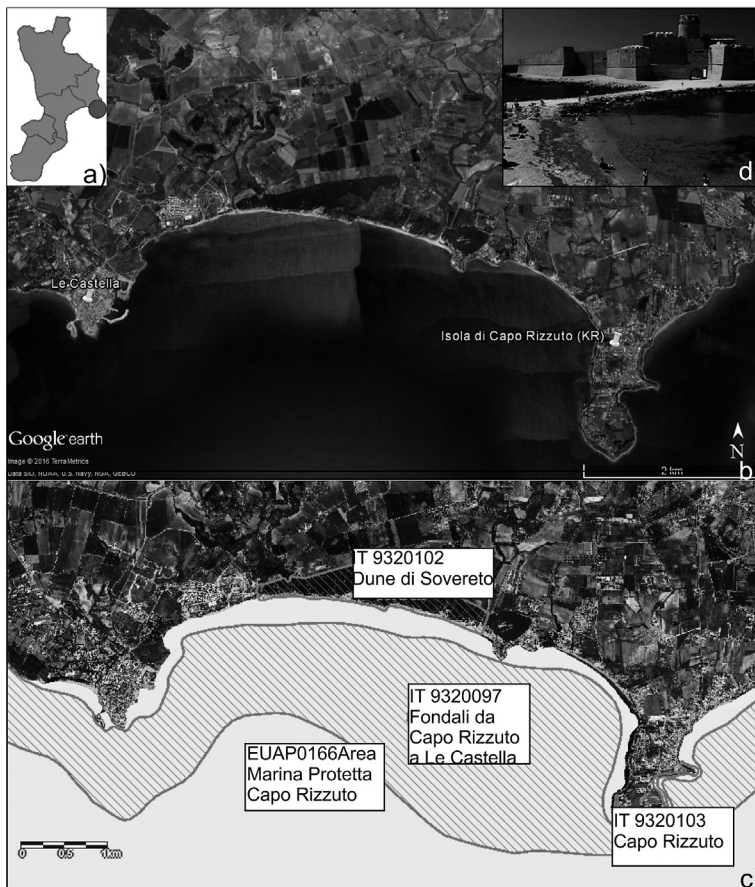 a)
d
Le Castella
Isola di Capo Rizzuto (KR)
Google earth
Image © 2016 TerraMetrics
Data SIO, NOAA, U.S. Navy, NGA, GEBCO
N
2 km
b
IT 9320102
Dune di Sovereto
IT 9320097
Fondali da
Capo Rizzuto
a Le Castella
EUAP0166Area
Marina Protetta
Capo Rizzuto
IT 9320103
Capo Rizzuto
0 0.5 1km
c